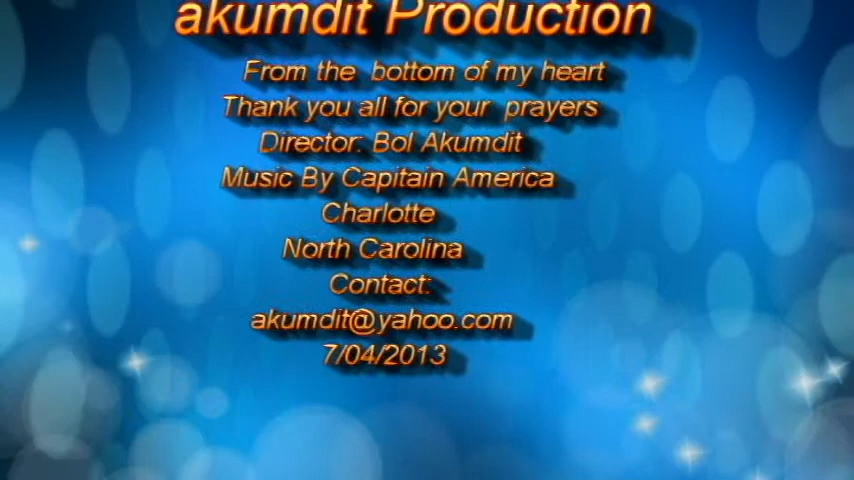 akumdit Production
From the bottom of my heart
Thank you all for your prayers
Director: Bol Akumdit
Music By Capitain America
Charlotte
North Carolina
Contact:
akumdit@yahoo.com
7/04/2013